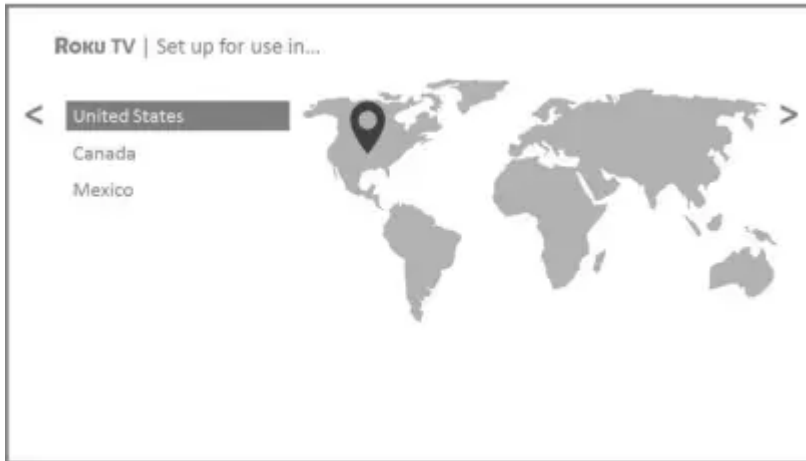 ROKU TV | Set up for use in...
< United States >
Canada
Mexico